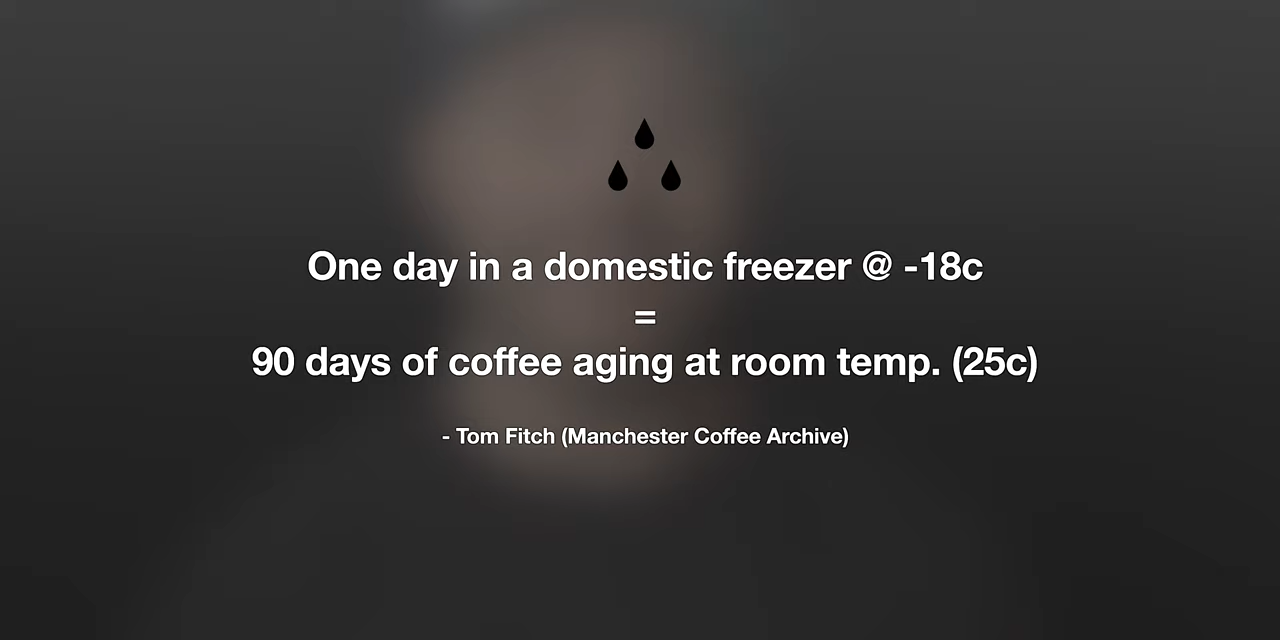 One day in a domestic freezer @ -18c
=
90 days of coffee aging at room temp. (25c)
- Tom Fitch (Manchester Coffee Archive)